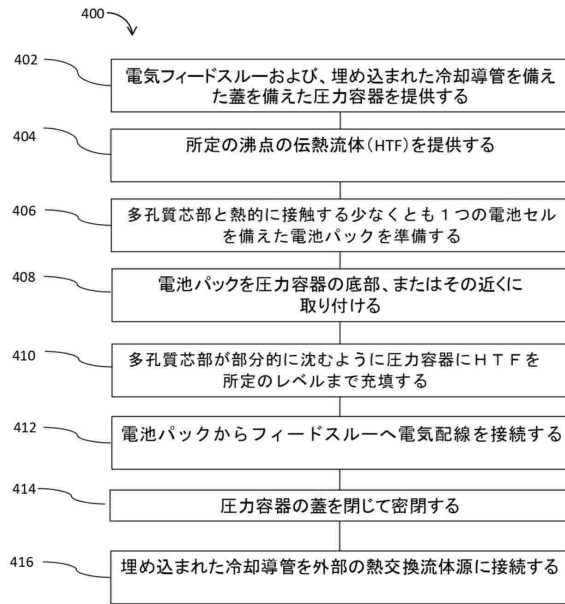 400
402
電気フィードスルーおよび、埋め込まれた冷却導管を備え
た蓋を備えた圧力容器を提供する
404
所定の沸点の伝熱流体(HTF)を提供する
406
多孔質芯部と熱的に接触する少なくとも1つの電池セル
を備えた電池パックを準備する
408
電池パックを圧力容器の底部、またはその近くに
取り付ける
410
多孔質芯部が部分的に沈むように圧力容器にＨＴＦを
所定のレベルまで充填する
412
電池パックからフィードスルーへ電気配線を接続する
414
圧力容器の蓋を閉じて密閉する
416
埋め込まれた冷却導管を外部の熱交換流体源に接続する